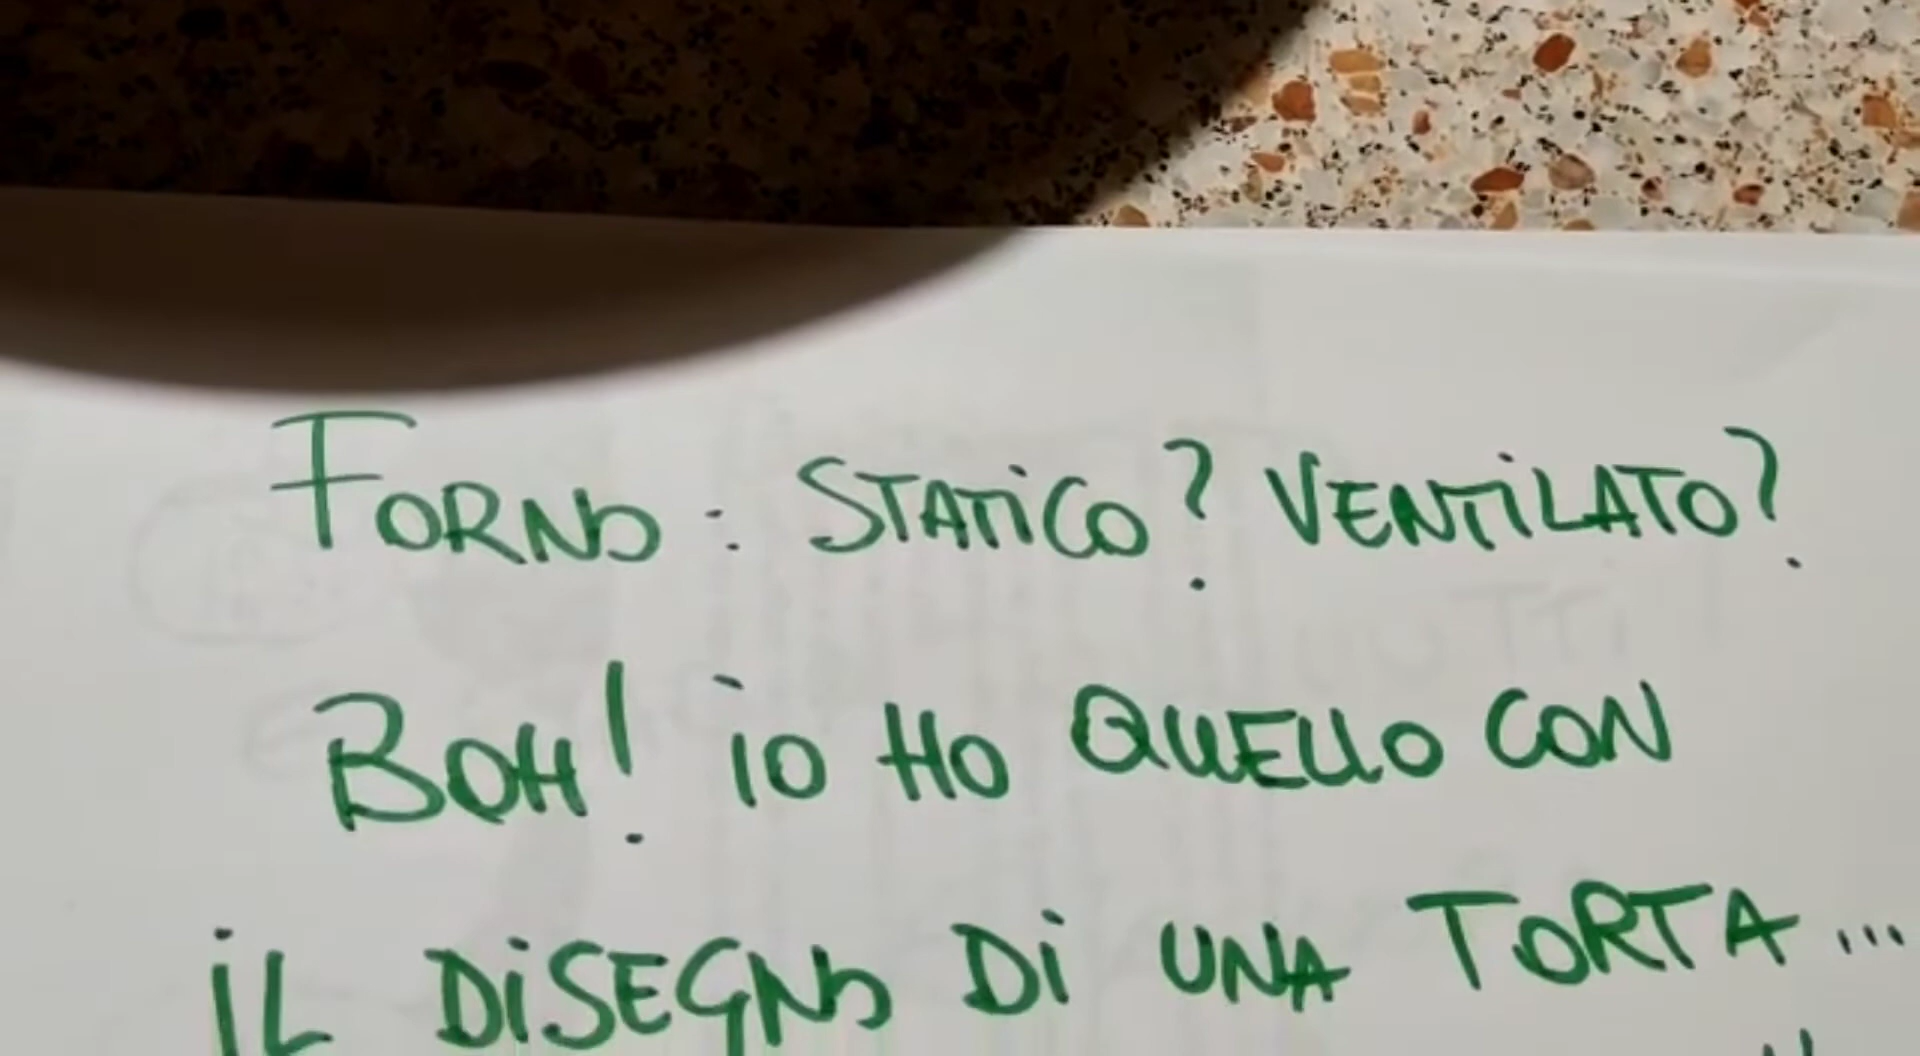 FORNO: STATiCO? VENTiLATO?
BOH! iO HO QUELLO CON
iL DiSEGNO Di UNA TORTA...